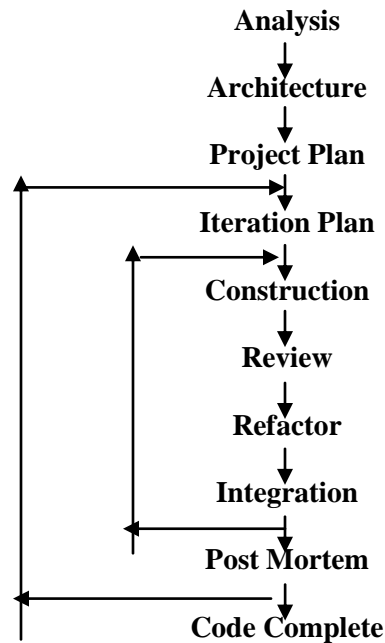 Analysis
Architecture
Project Plan
Iteration Plan
Construction
Review
Refactor
Integration
Post Mortem
Code Complete